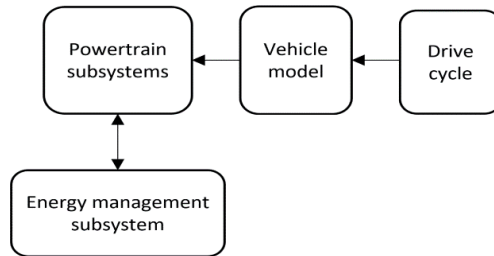 Powertrain
subsystems
Vehicle
model
Drive
cycle
Energy management
subsystem